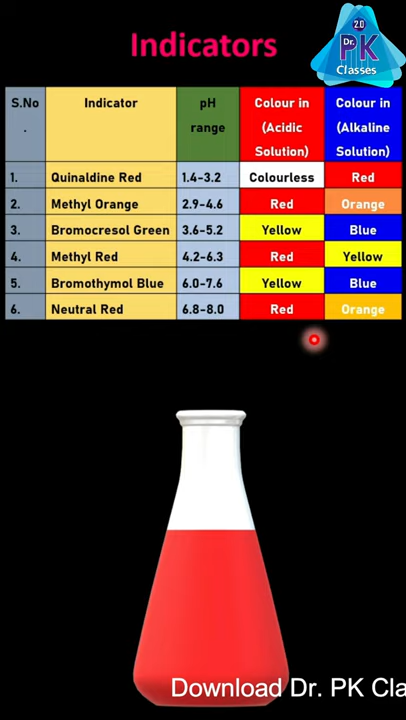 Indicators
2.0
Dr.
PK
Classes
S.No
.
Indicator
pH
range
Colour in
(Acidic
Solution)
Colour in
(Alkaline
Solution)
1. Quinaldine Red 1.4-3.2 Colourless Red
2. Methyl Orange 2.9-4.6 Red Orange
3. Bromocresol Green 3.6-5.2 Yellow Blue
4. Methyl Red 4.2-6.3 Red Yellow
5. Bromothymol Blue 6.0-7.6 Yellow Blue
6. Neutral Red 6.8-8.0 Red Orange
Download Dr. PK Cla